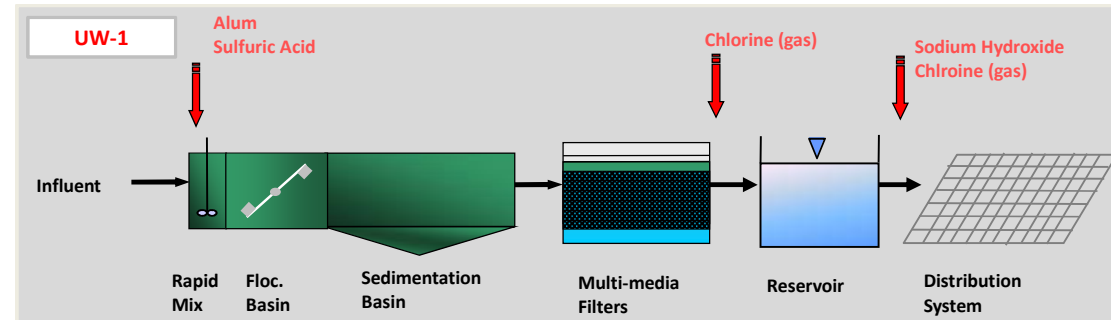 UW-1
Alum
Sulfuric Acid
Chlorine (gas)
Sodium Hydroxide
Chlroine (gas)
Influent
Rapid
Mix
Floc.
Basin
Sedimentation
Basin
Multi-media
Filters
Reservoir
Distribution
System